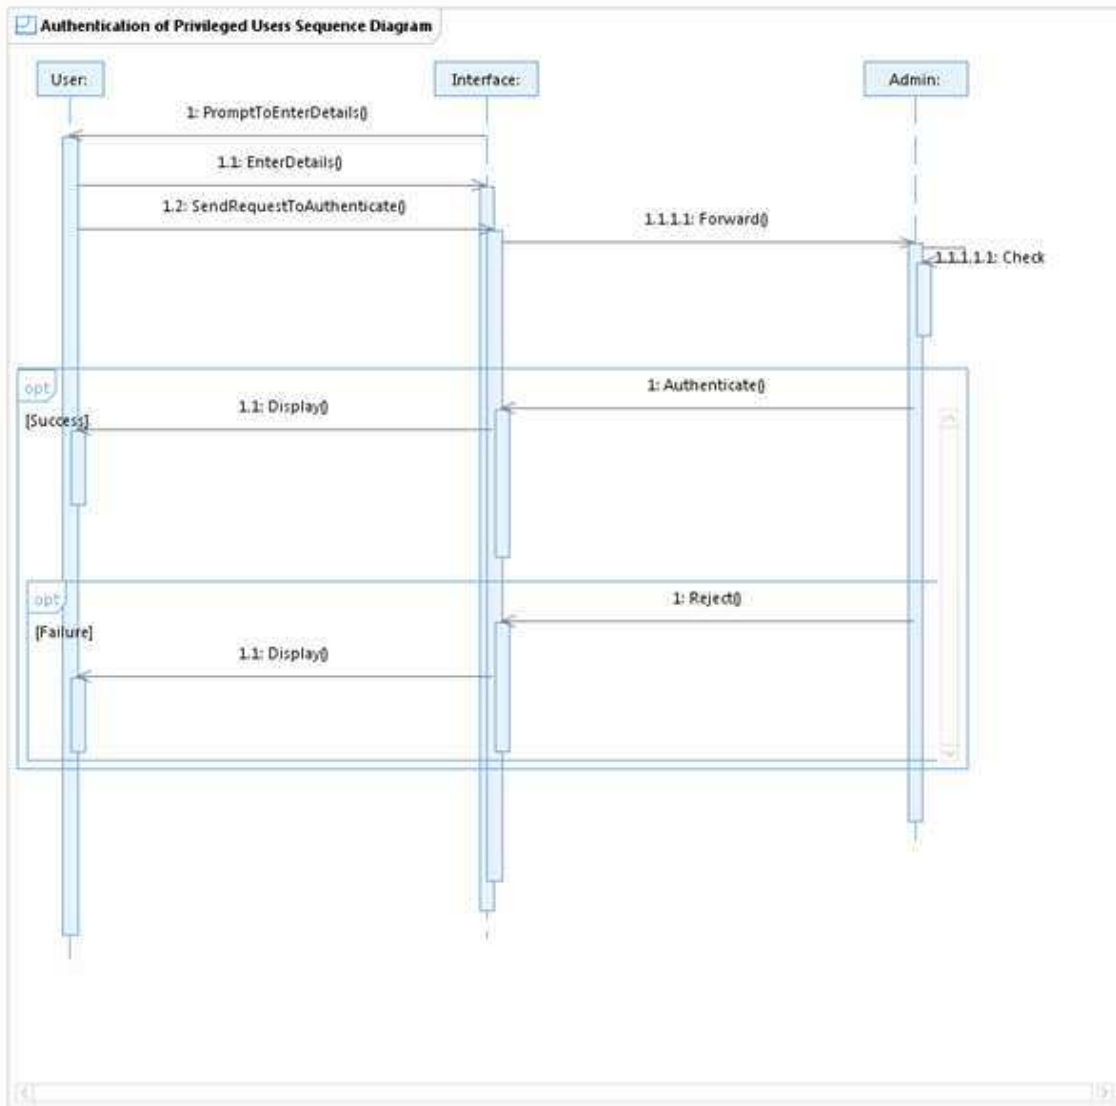 Authentication of Privileged Users Sequence Diagram
User:
Interface:
Admin:
1: PromptToEnterDetails()
1.1: EnterDetails()
1.2: SendRequestToAuthenticate()
1.1.1.1: Forward()
1.1.1.1.1: Check
opt
1: Authenticate()
1.1: Display()
[Success]
opt
1: Reject()
[Failure]
1.1: Display()